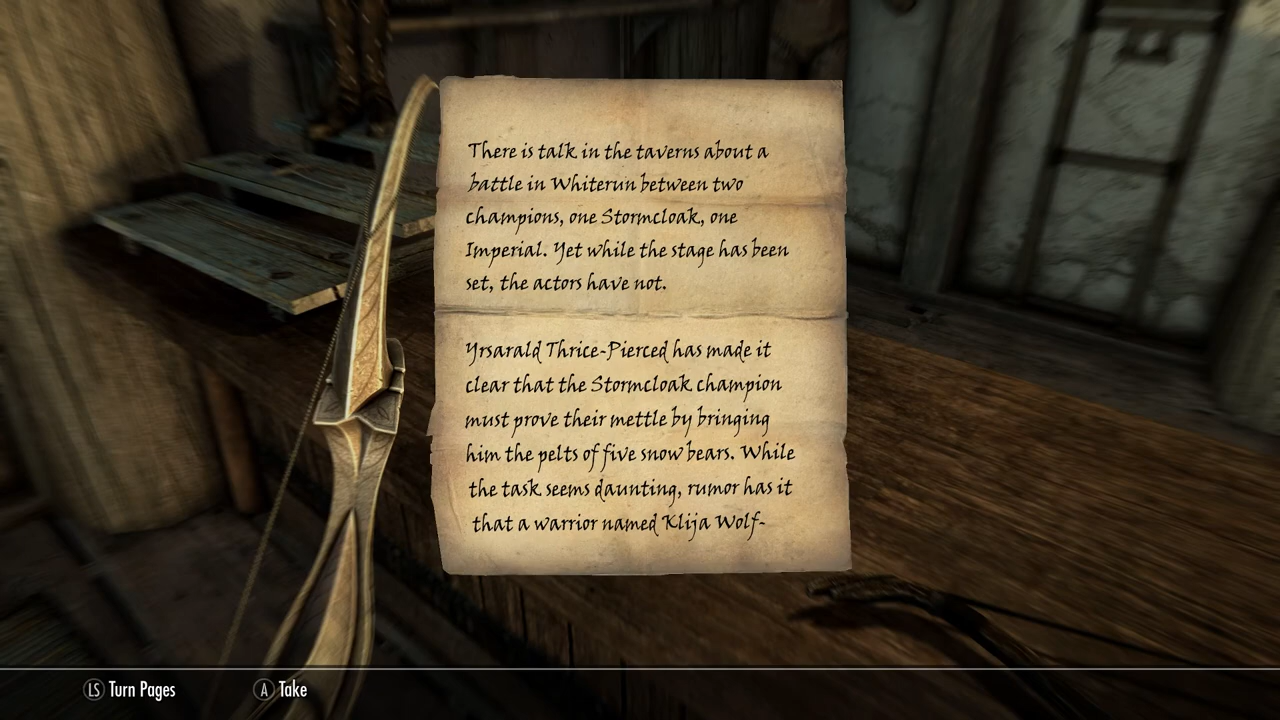 There is talk in the taverns about a
battle in Whiterun between two
champions, one Stormcloak, one
Imperial. Yet while the stage has been
set, the actors have not.
Yrsarald Thrice-Pierced has made it
clear that the Stormcloak champion
must prove their mettle by bringing
him the pelts of five snow bears. While
the task seems daunting, rumor has it
that a warrior named Klija Wolf-
LS Turn Pages
A Take